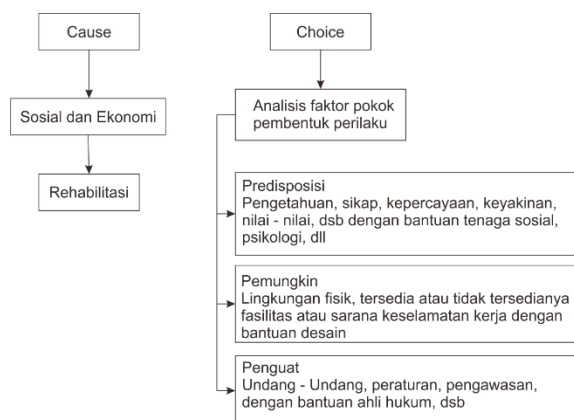 Cause
Sosial dan Ekonomi
Rehabilitasi
Choice
Analisis faktor pokok
pembentuk perilaku
Predisposisi
Pengetahuan, sikap, kepercayaan, keyakinan,
nilai - nilai, dsb dengan bantuan tenaga sosial,
psikologi, dll
Pemungkin
Lingkungan fisik, tersedia atau tidak tersedianya
fasilitas atau sarana keselamatan kerja dengan
bantuan desain
Penguat
Undang - Undang, peraturan, pengawasan,
dengan bantuan ahli hukum, dsb